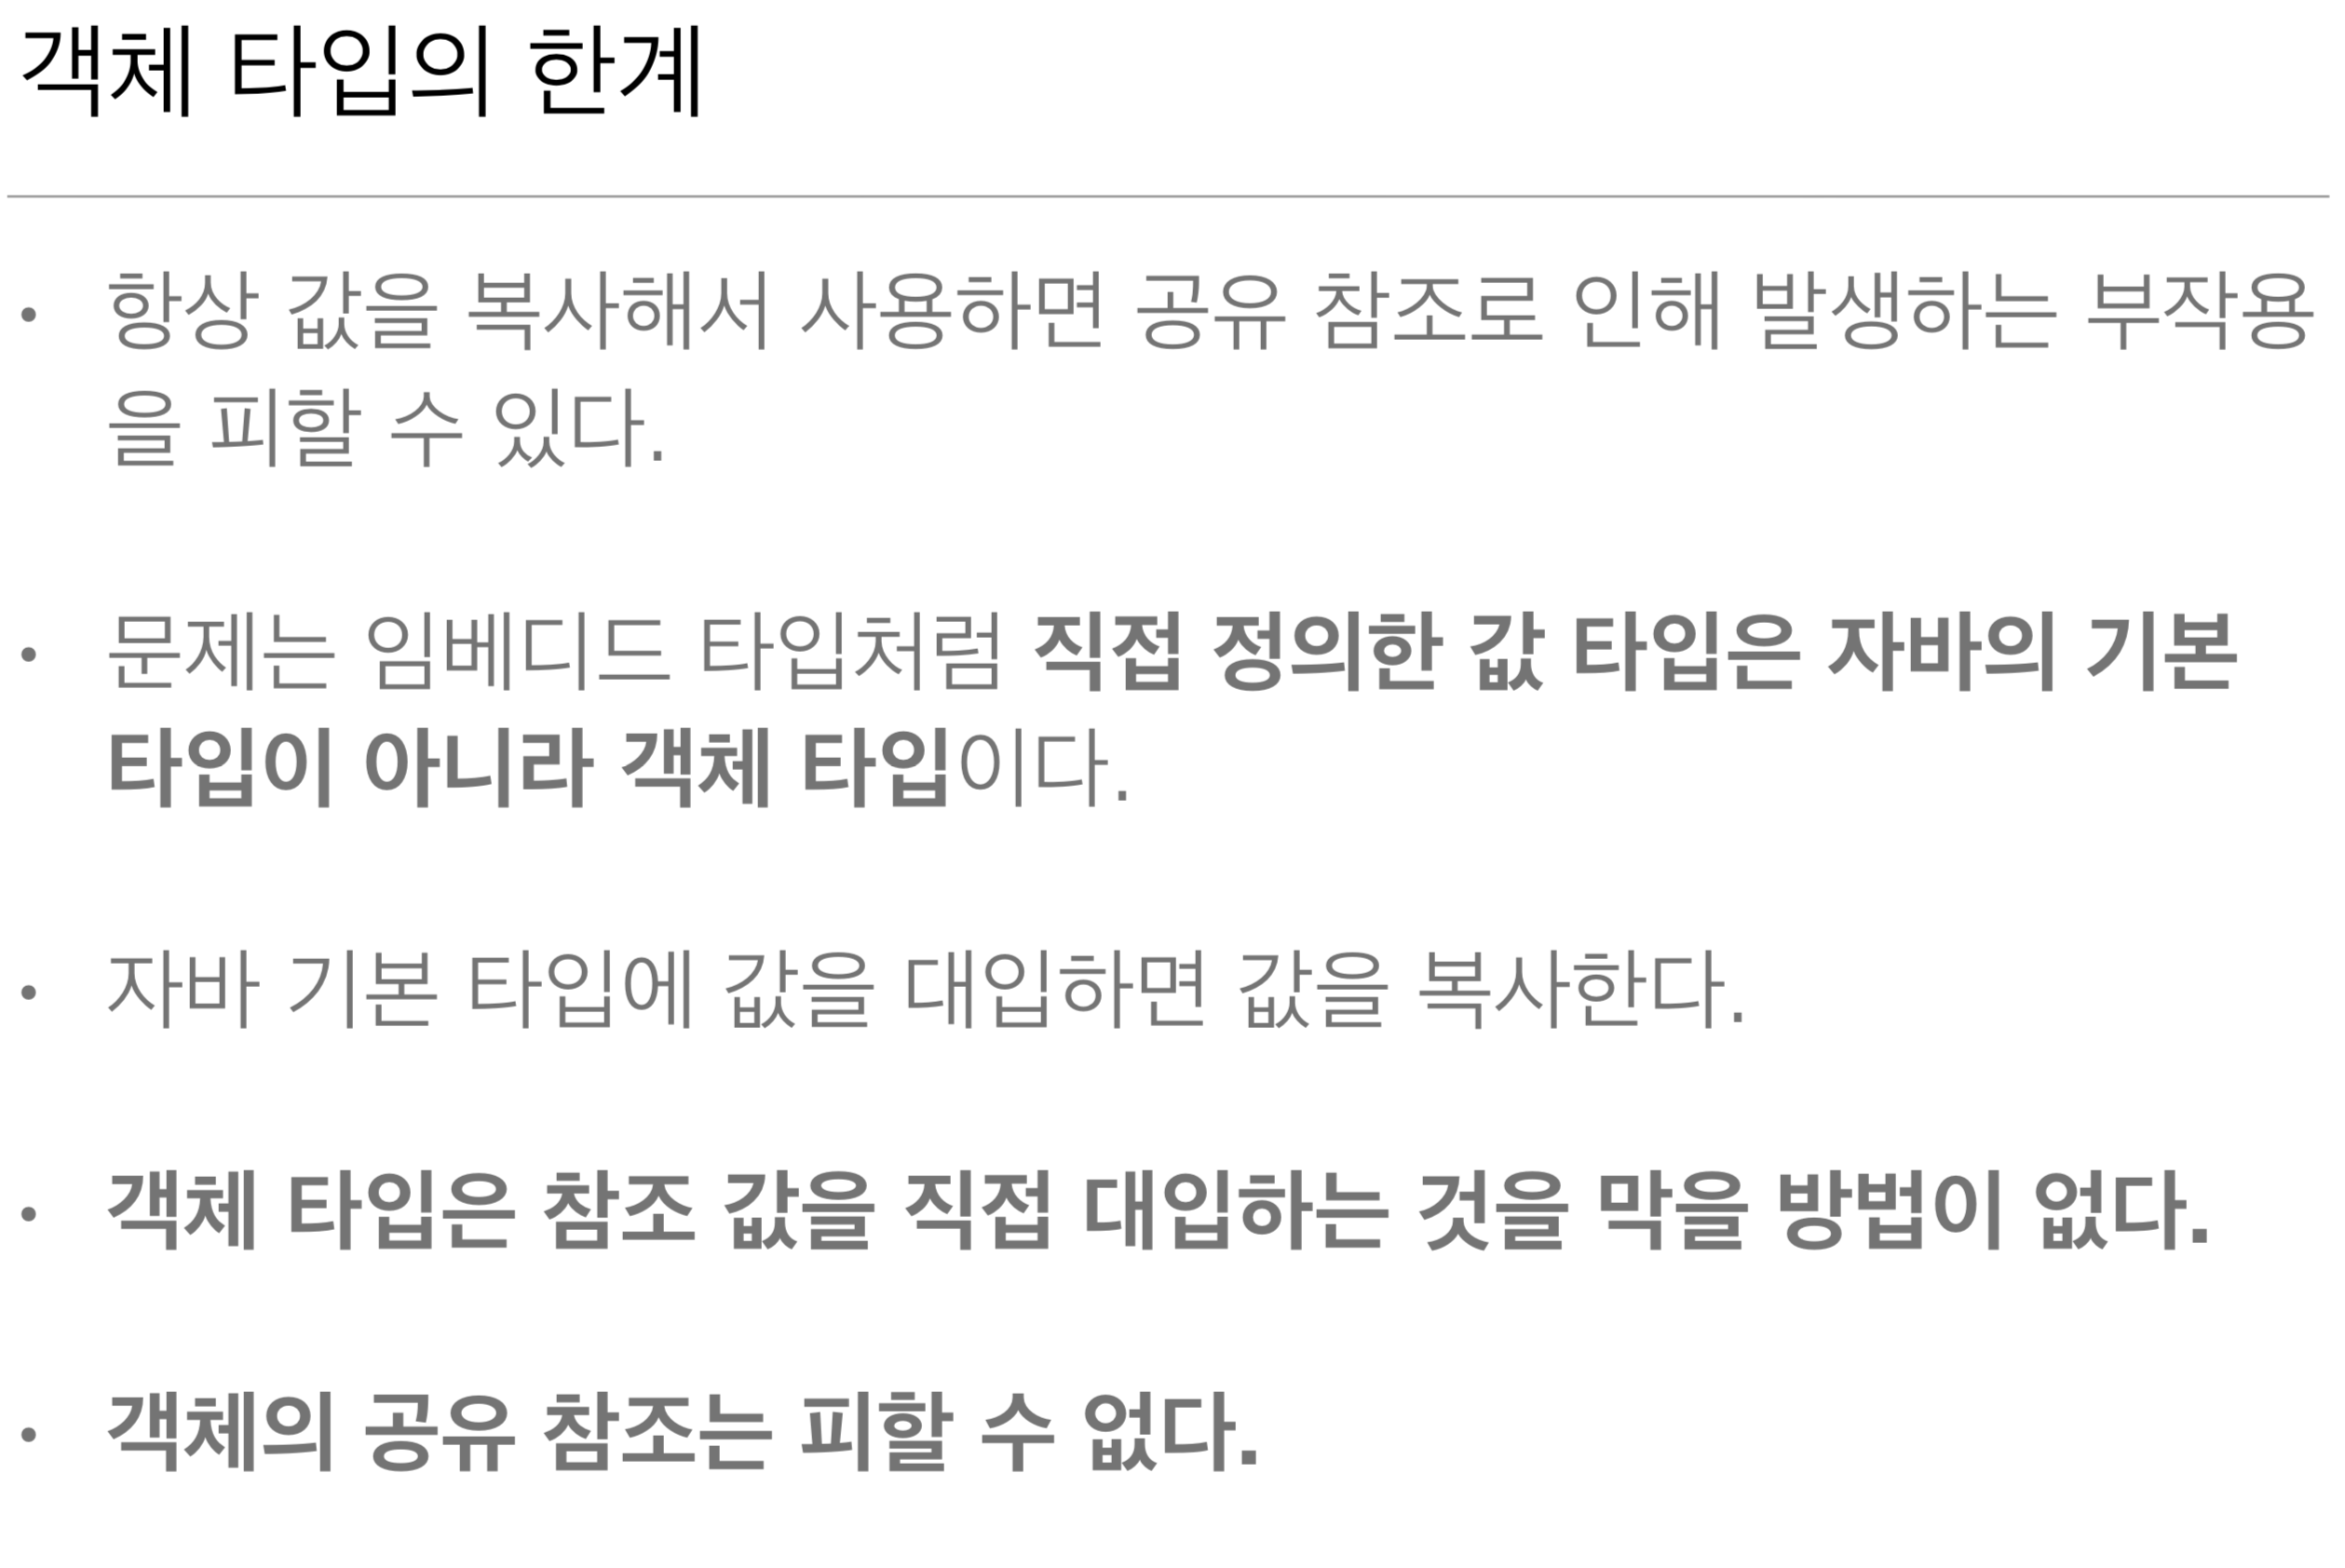 객체 타입의 한계
• 항상 값을 복사해서 사용하면 공유 참조로 인해 발생하는 부작용
을 피할 수 있다.
• 문제는 임베디드 타입처럼 직접 정의한 값 타입은 자바의 기본
타입이 아니라 객체 타입이다.
• 자바 기본 타입에 값을 대입하면 값을 복사한다.
• 객체 타입은 참조 값을 직접 대입하는 것을 막을 방법이 없다.
• 객체의 공유 참조는 피할 수 없다.